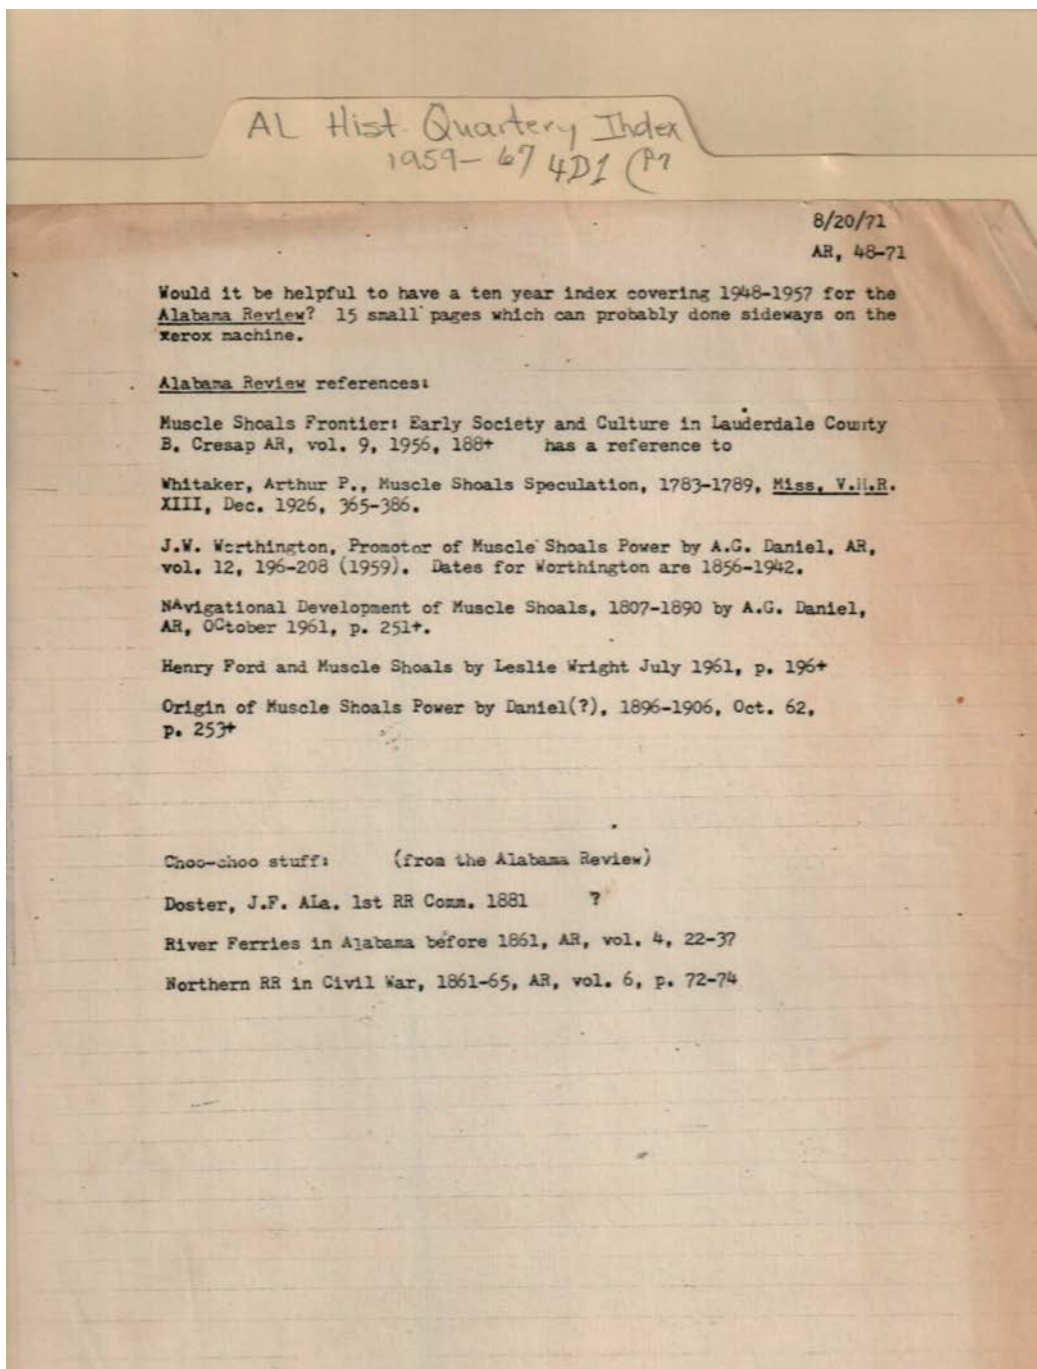 AL Hist Quartery Index
1959-67 4D1 (P7
8/20/71
AR, 48-71
Would it be helpful to have a ten year index covering 1948-1957 for the
Alabama Review? 15 small pages which can probably done sideways on the
xerox machine.
Alabama Review references:
Muscle Shoals Frontier: Early Society and Culture in Lauderdale County
B. Cresap AR, vol. 9, 1956, 188+ has a reference to
Whitaker, Arthur P., Muscle Shoals Speculation, 1783-1789, Miss. V.H.R.
XIII, Dec. 1926, 365-386.
J.W. Worthington, Promotor of Muscle Shoals Power by A.G. Daniel, AR,
vol. 12, 196-208 (1959). Dates for Worthington are 1856-1942.
NAvigational Development of Muscle Shoals, 1807-1890 by A.G. Daniel,
AR, OCtober 1961, p. 251+.
Henry Ford and Muscle Shoals by Leslie Wright July 1961, p. 196+
Origin of Muscle Shoals Power by Daniel(?), 1896-1906, Oct. 62,
p. 253+
Choo-choo stuff: (from the Alabama Review)
Doster, J.F. ALa. 1st RR Comm. 1881 ?
River Ferries in Alabama before 1861, AR, vol. 4, 22-37
Northern RR in Civil War, 1861-65, AR, vol. 6, p. 72-74